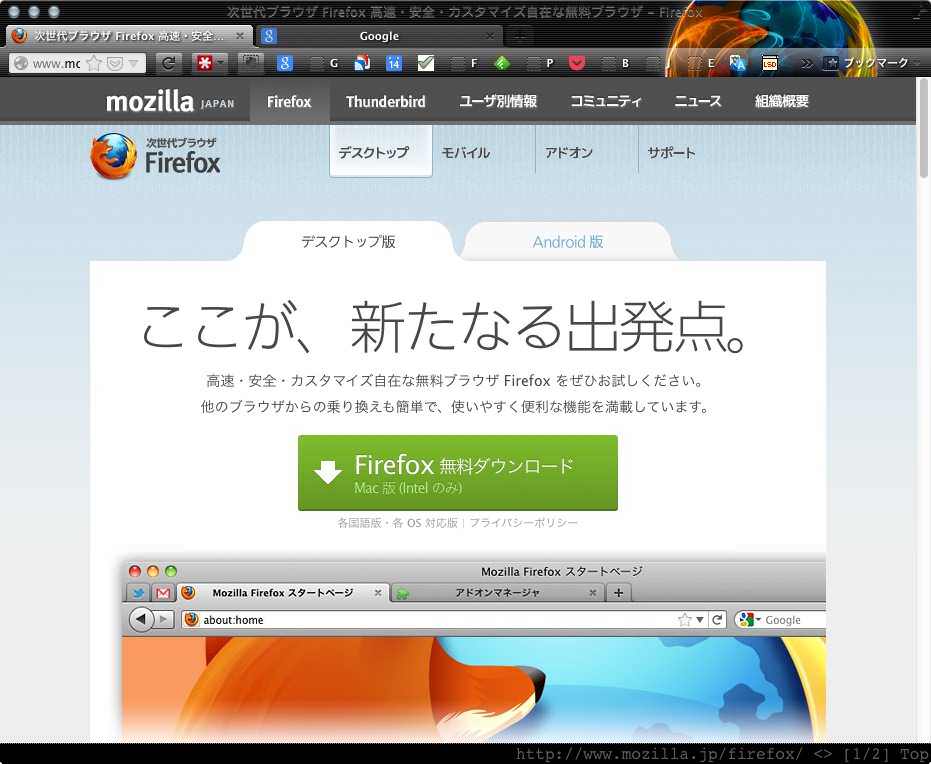 次世代ブラウザ Firefox 高速・安全・カスタマイズ自在な無料ブラウザ – Firefox
次世代ブラウザ Firefox 高速・安全...
Google
www.mc
14 G F P B J E LSD ブックマーク
mozilla JAPAN Firefox Thunderbird ユーザ別情報 コミュニティ ニュース 組織概要
次世代ブラウザ
Firefox
デスクトップ モバイル アドオン サポート
デスクトップ版 Android 版
ここが、新たなる出発点。
高速・安全・カスタマイズ自在な無料ブラウザ Firefox をぜひお試しください。
他のブラウザからの乗り換えも簡単で、使いやすく便利な機能を満載しています。
Firefox 無料ダウンロード
Mac 版 (Intel のみ)
各国語版・各 OS 対応版 | プライバシーポリシー
Mozilla Firefox スタートページ
Mozilla Firefox スタートページ アドオンマネージャ
about:home Google
http://www.mozilla.jp/firefox/ <> [1/2] Top